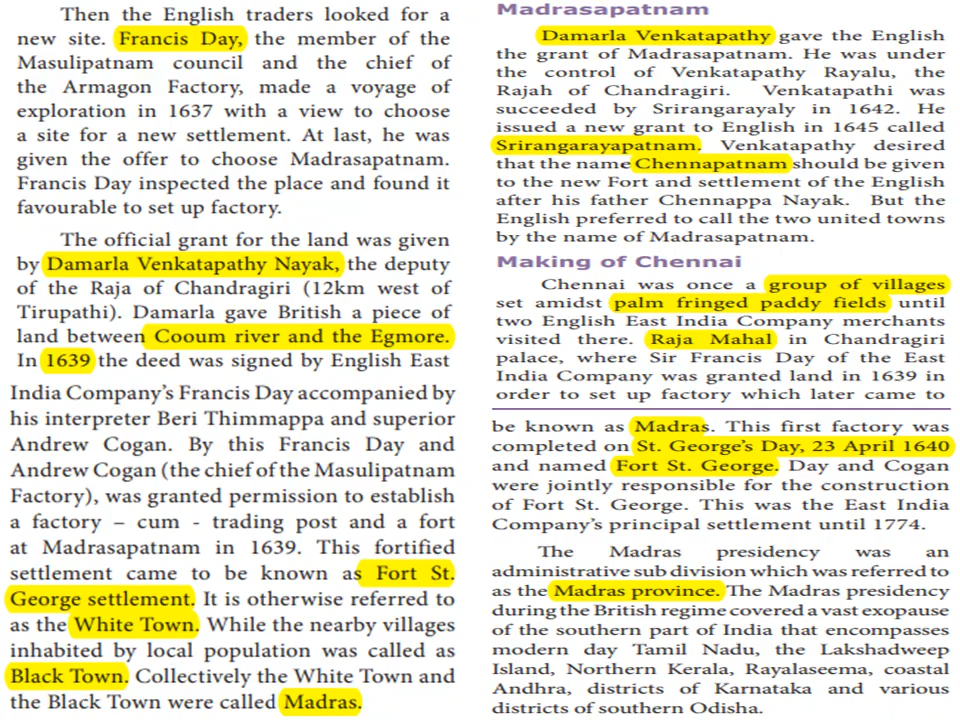 Then the English traders looked for a
new site. Francis Day, the member of the
Masulipatnam council and the chief of
the Armagon Factory, made a voyage of
exploration in 1637 with a view to choose
a site for a new settlement. At last, he was
given the offer to choose Madrasapatnam.
Francis Day inspected the place and found it
favourable to set up factory.
The official grant for the land was given
by Damarla Venkatapathy Nayak, the deputy
of the Raja of Chandragiri (12km west of
Tirupathi). Damarla gave British a piece of
land between Cooum river and the Egmore.
In 1639 the deed was signed by English East
India Company's Francis Day accompanied by
his interpreter Beri Thimmappa and superior
Andrew Cogan. By this Francis Day and
Andrew Cogan (the chief of the Masulipatnam
Factory), was granted permission to establish
a factory – cum - trading post and a fort
at Madrasapatnam in 1639. This fortified
settlement came to be known as Fort St.
George settlement. It is otherwise referred to
as the White Town. While the nearby villages
inhabited by local population was called as
Black Town. Collectively the White Town and
the Black Town were called Madras.
Madrasapatnam
Damarla Venkatapathy gave the English
the grant of Madrasapatnam. He was under
the control of Venkatapathy Rayalu, the
Rajah of Chandragiri. Venkatapathi was
succeeded by Srirangarayaly in 1642. He
issued a new grant to English in 1645 called
Srirangarayapatnam. Venkatapathy desired
that the name Chennapatnam should be given
to the new Fort and settlement of the English
after his father Chennappa Nayak. But the
English preferred to call the two united towns
by the name of Madrasapatnam.
Making of Chennai
Chennai was once a group of villages
set amidst palm fringed paddy fields until
two English East India Company merchants
visited there. Raja Mahal in Chandragiri
palace, where Sir Francis Day of the East
India Company was granted land in 1639 in
order to set up factory which later came to
be known as Madras. This first factory was
completed on St. George's Day, 23 April 1640
and named Fort St. George. Day and Cogan
were jointly responsible for the construction
of Fort St. George. This was the East India
Company's principal settlement until 1774.
The Madras presidency was an
administrative sub division which was referred to
as the Madras province. The Madras presidency
during the British regime covered a vast exopause
of the southern part of India that encompasses
modern day Tamil Nadu, the Lakshadweep
Island, Northern Kerala, Rayalaseema, coastal
Andhra, districts of Karnataka and various
districts of southern Odisha.